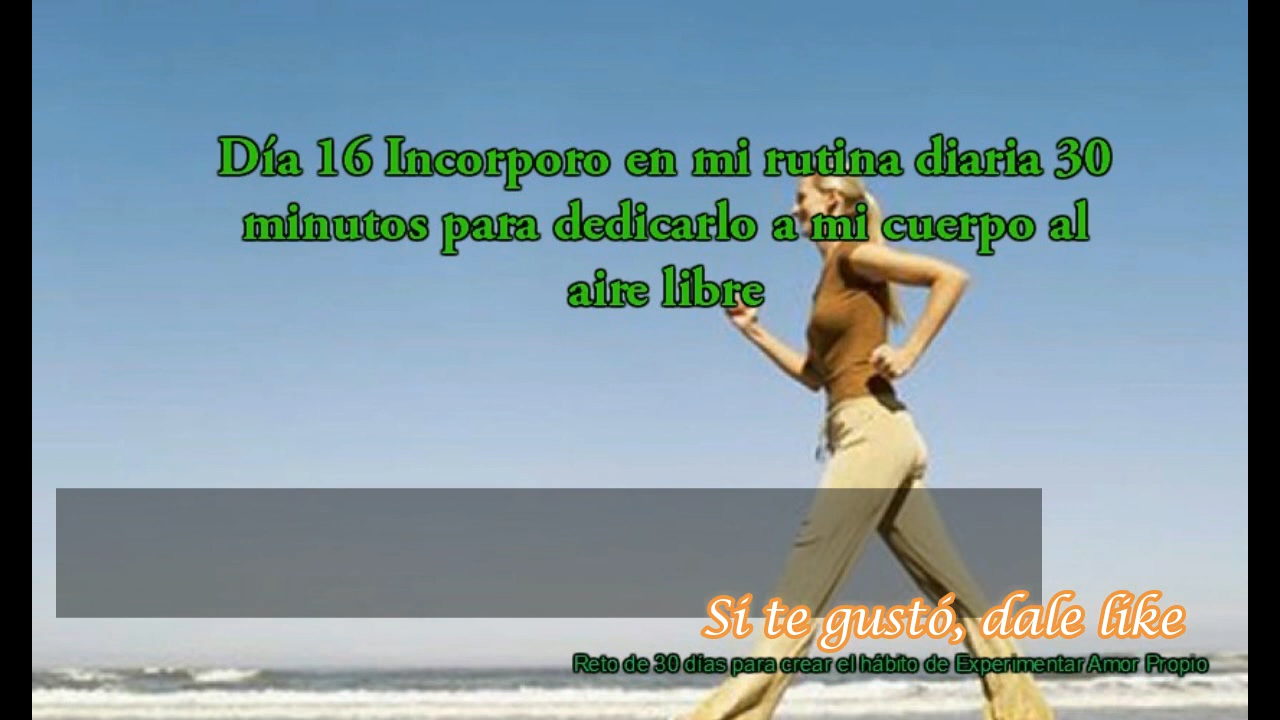 Día 16 Incorporo en mi rutina diaria 30
minutos para dedicarlo a mi cuerpo al
aire libre
Si te gustó, dale like
Reto de 30 días para crear el hábito de Experimentar Amor Propio